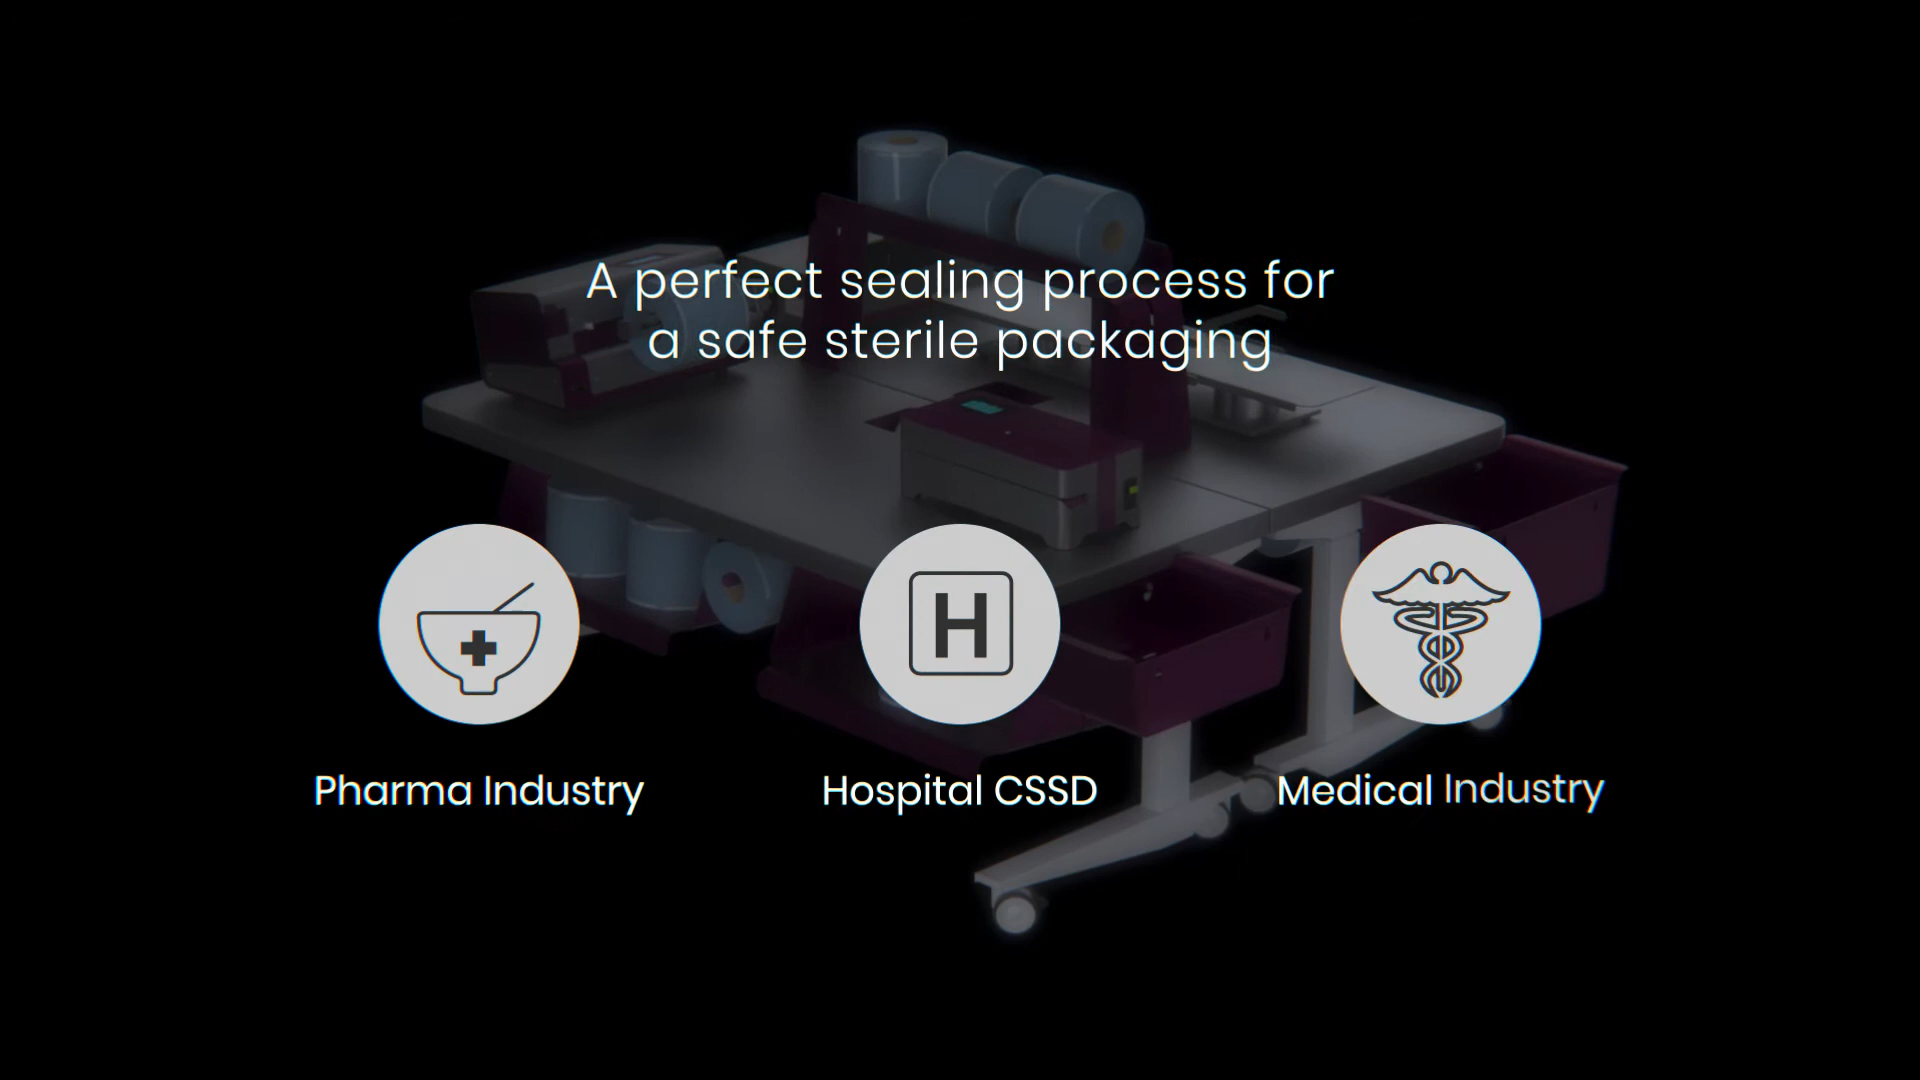 A perfect sealing process for
a safe sterile packaging
H
Pharma Industry
Hospital CSSD
Medical Industry